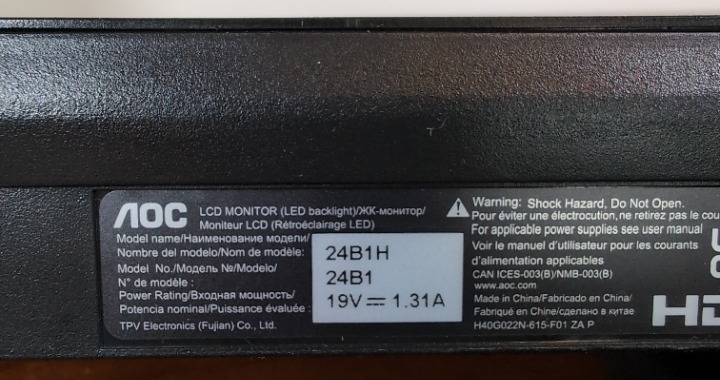 AOC
LCD MONITOR (LED backlight)/ЖК-монитор/
Moniteur LCD (Rétroéclairage LED)
Model name/Наименование модели/
Nombre del modelo/Nom de modèle:
24B1H
Model No./Модель №/Modelo/
N° de modèle :
24B1
Power Rating/Входная мощность/
Potencia nominal/Puissance évaluée :
19V⎓1.31A
TPV Electronics (Fujian) Co., Ltd.
Warning: Shock Hazard, Do Not Open.
Pour éviter une électrocution, ne retirez pas le cou
For applicable power supplies see user manual
Voir le manuel d'utilisateur pour les courants
d'alimentation applicables
CAN ICES-003(B)/NMB-003(B)
www.aoc.com
Made in China/Fabricado en China/
Fabriqué en Chine/сделано в китае
H40G022N-615-F01 ZA P